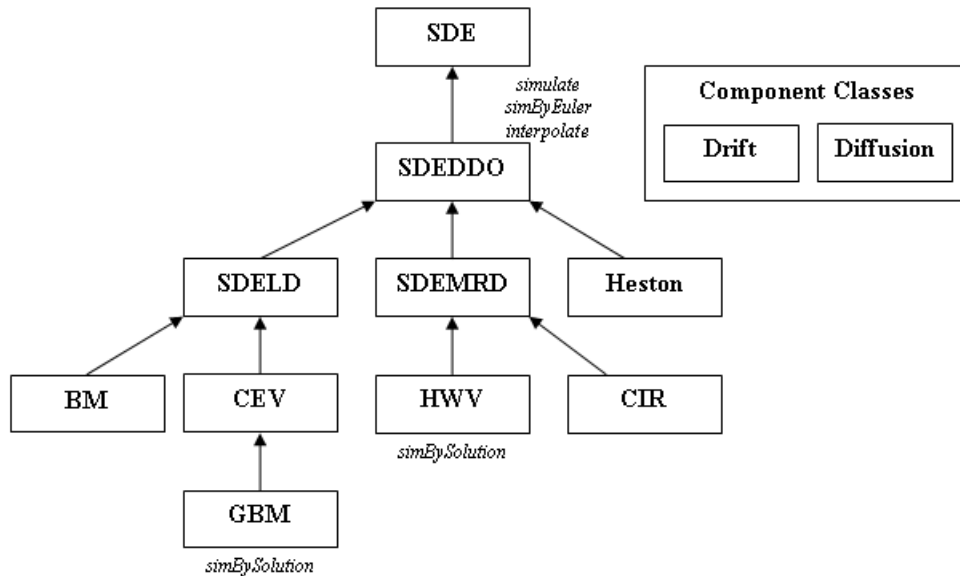 SDE
simulate
simByEuler
interpolate
Component Classes
Drift
Diffusion
SDEDDO
SDELD
SDEMRD
Heston
BM
CEV
HWV
CIR
simBySolution
GBM
simBySolution